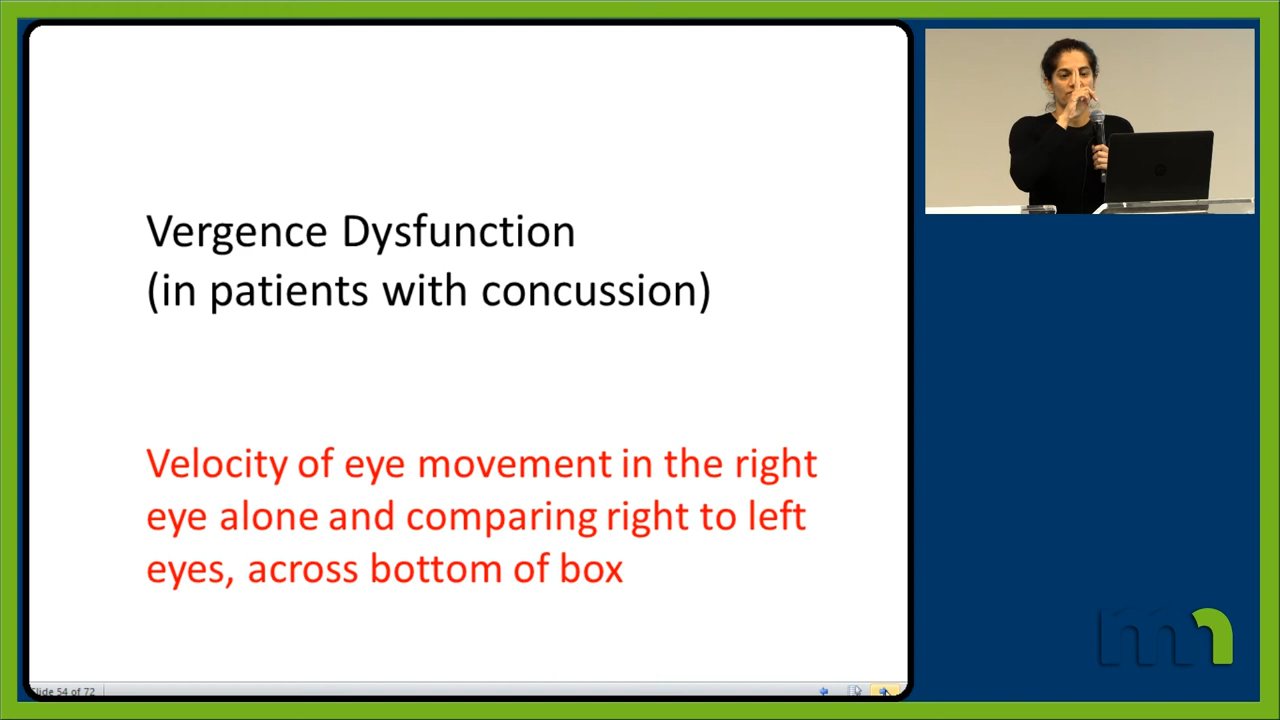 Vergence Dysfunction
(in patients with concussion)
Velocity of eye movement in the right
eye alone and comparing right to left
eyes, across bottom of box
Slide 54 of 72
mn